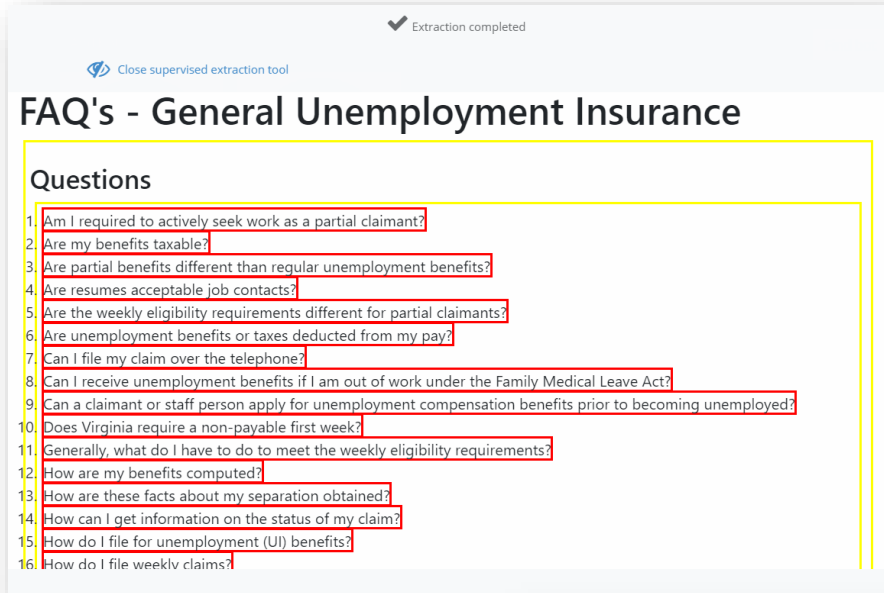 Extraction completed
Close supervised extraction tool
FAQ's - General Unemployment Insurance
Questions
1. Am I required to actively seek work as a partial claimant?
2. Are my benefits taxable?
3. Are partial benefits different than regular unemployment benefits?
4. Are resumes acceptable job contacts?
5. Are the weekly eligibility requirements different for partial claimants?
6. Are unemployment benefits or taxes deducted from my pay?
7. Can I file my claim over the telephone?
8. Can I receive unemployment benefits if I am out of work under the Family Medical Leave Act?
9. Can a claimant or staff person apply for unemployment compensation benefits prior to becoming unemployed?
10. Does Virginia require a non-payable first week?
11. Generally, what do I have to do to meet the weekly eligibility requirements?
12. How are my benefits computed?
13. How are these facts about my separation obtained?
14. How can I get information on the status of my claim?
15. How do I file for unemployment (UI) benefits?
16. How do I file weekly claims?